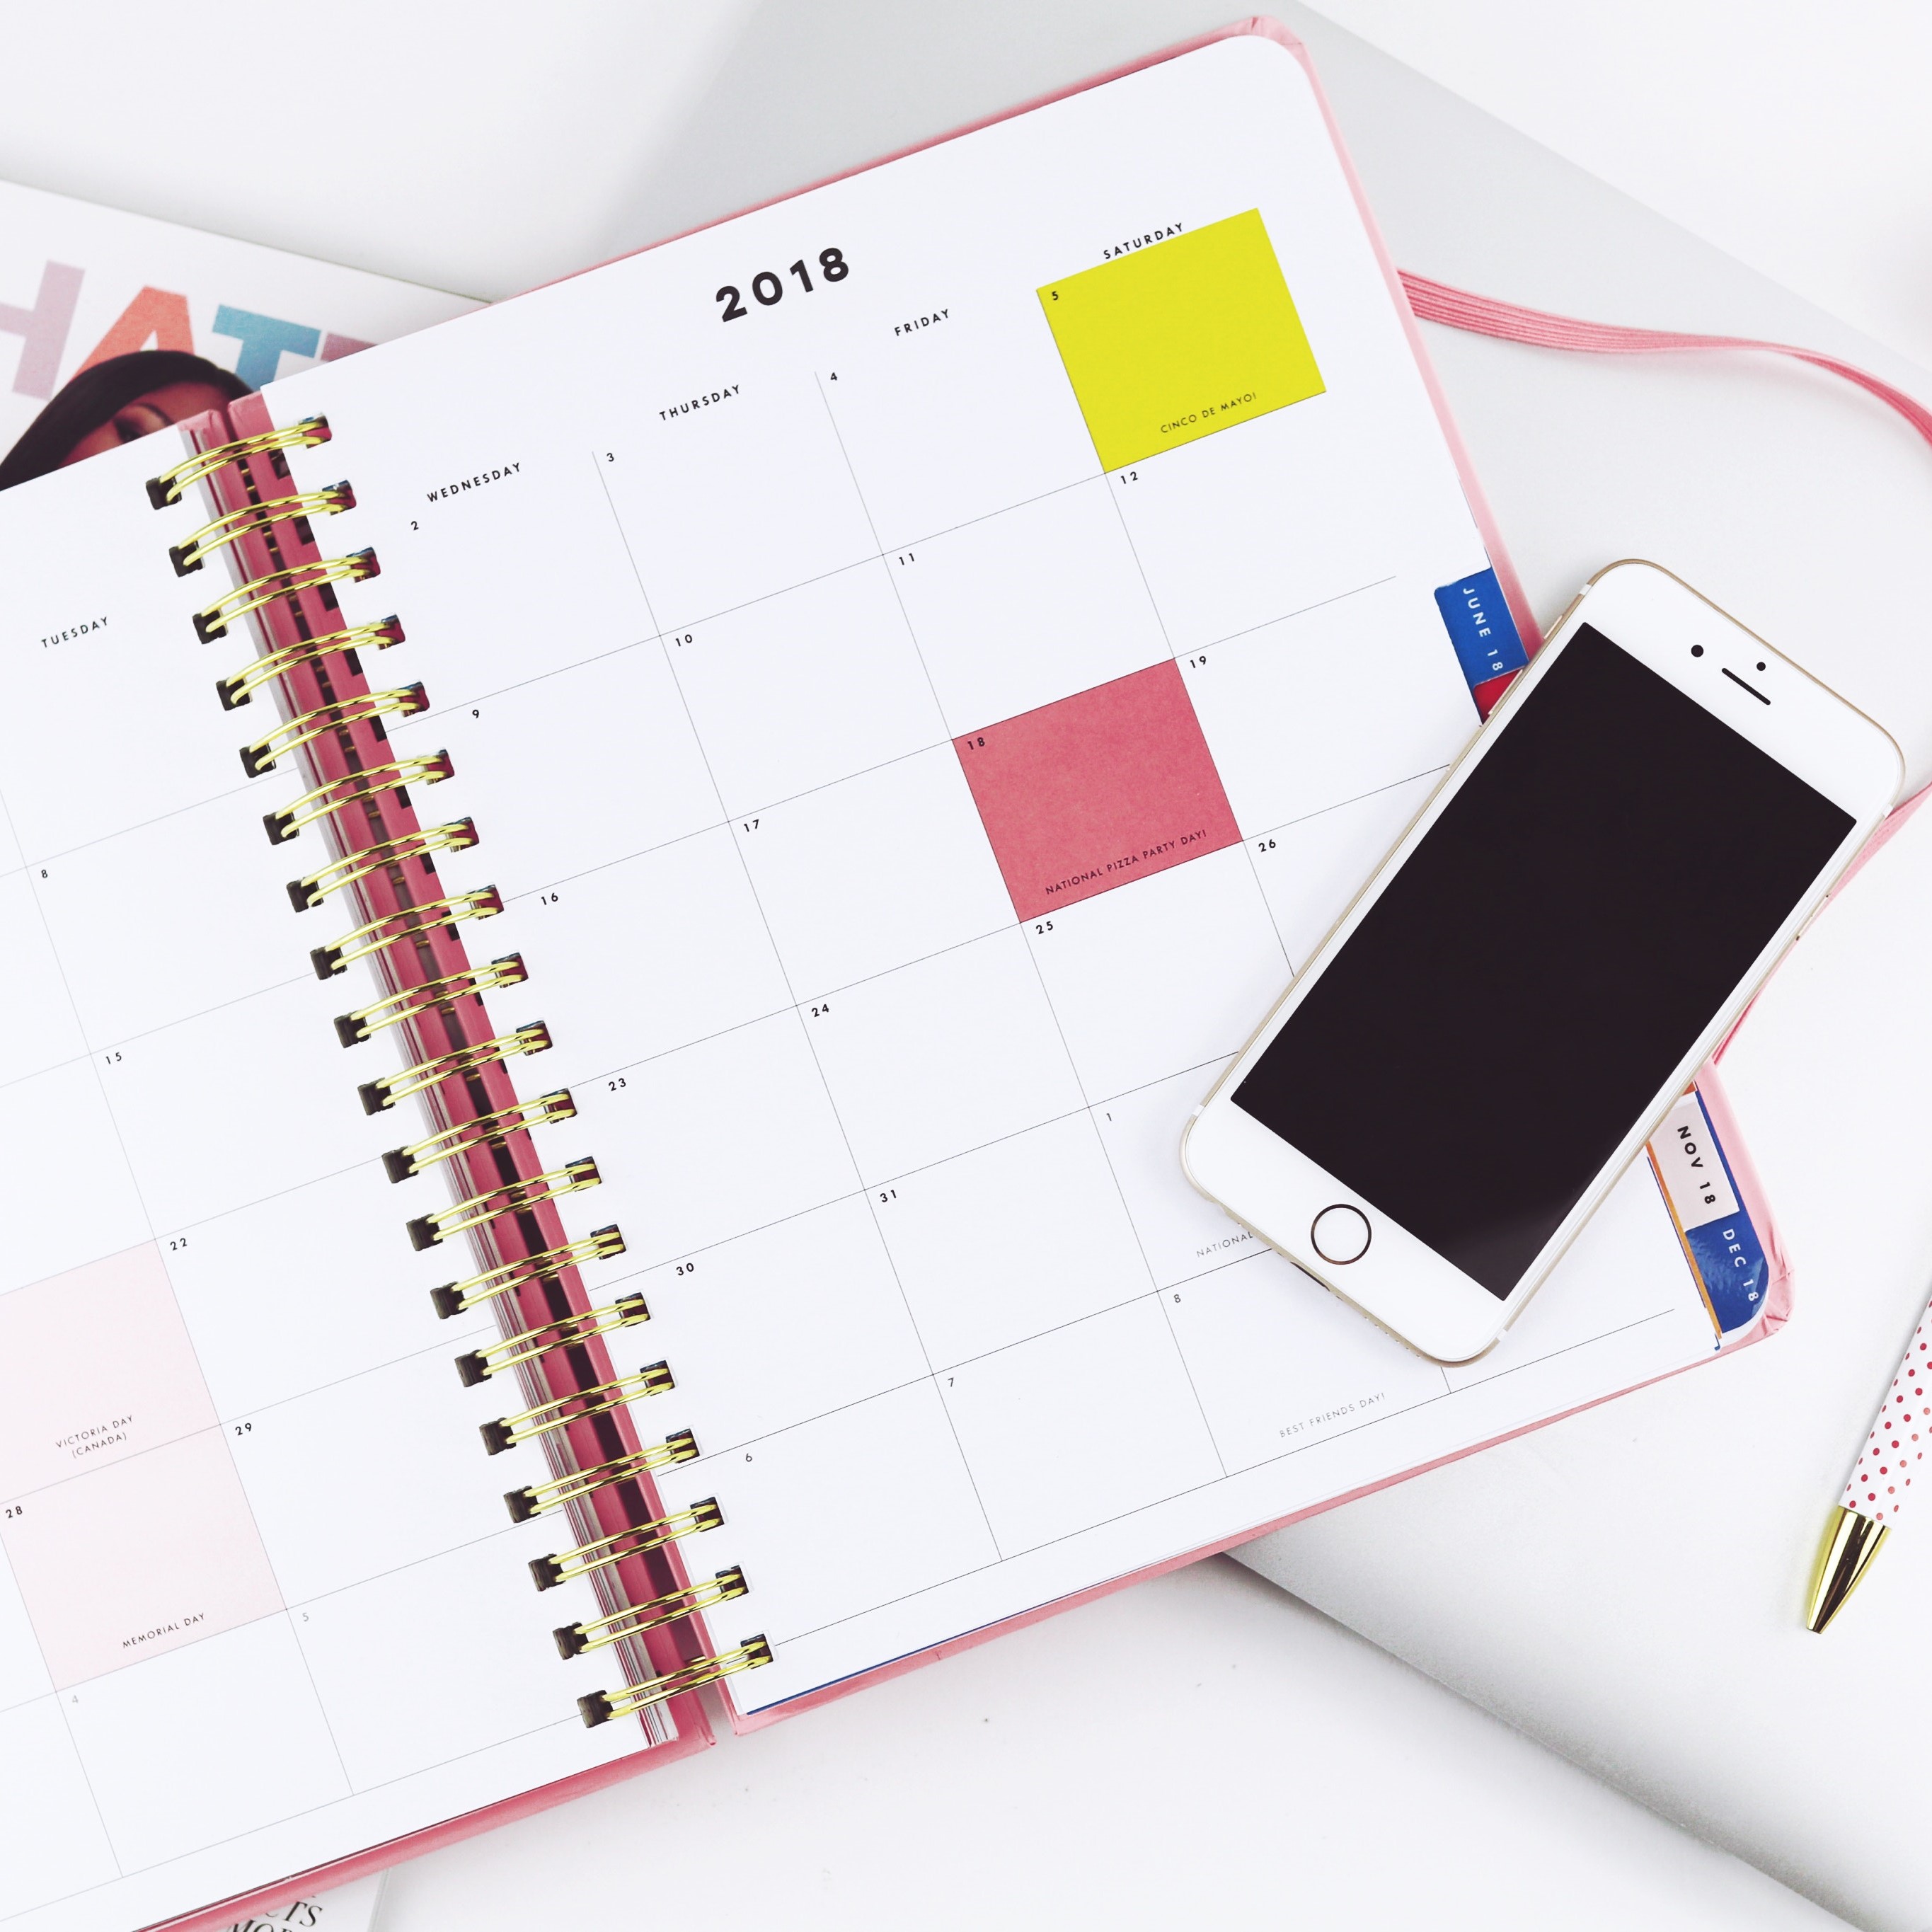 HATE
2018
TUESDAY
WEDNESDAY
THURSDAY
FRIDAY
SATURDAY
2
3
4
5
CINCO DE MAYO!
8
9
10
11
12
15
16
17
18
NATIONAL PIZZA PARTY DAY!
19
VICTORIA DAY
(CANADA)
22
23
24
25
26
28
MEMORIAL DAY
29
30
31
1
NATIONAL
4
5
6
7
8
BEST FRIENDS DAY!
JUNE 18
NOV 18
DEC 18